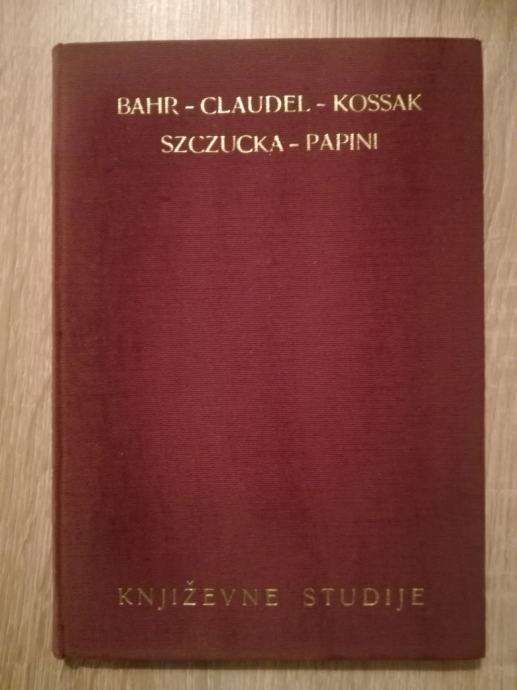 BAHR - CLAUDEL - KOSSAK
SZCZUCKA - PAPINI
KNJIŽEVNE STUDIJE